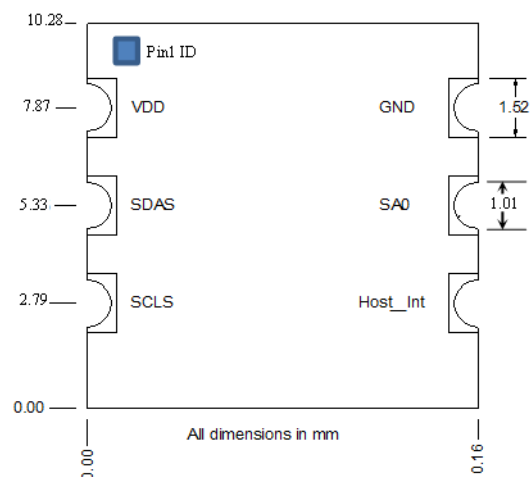 10.28
Pin1 ID
7.87
VDD
GND
1.52
5.33
SDAS
SA0
1.01
2.79
SCLS
Host_Int
0.00
All dimensions in mm
0.00
0.16